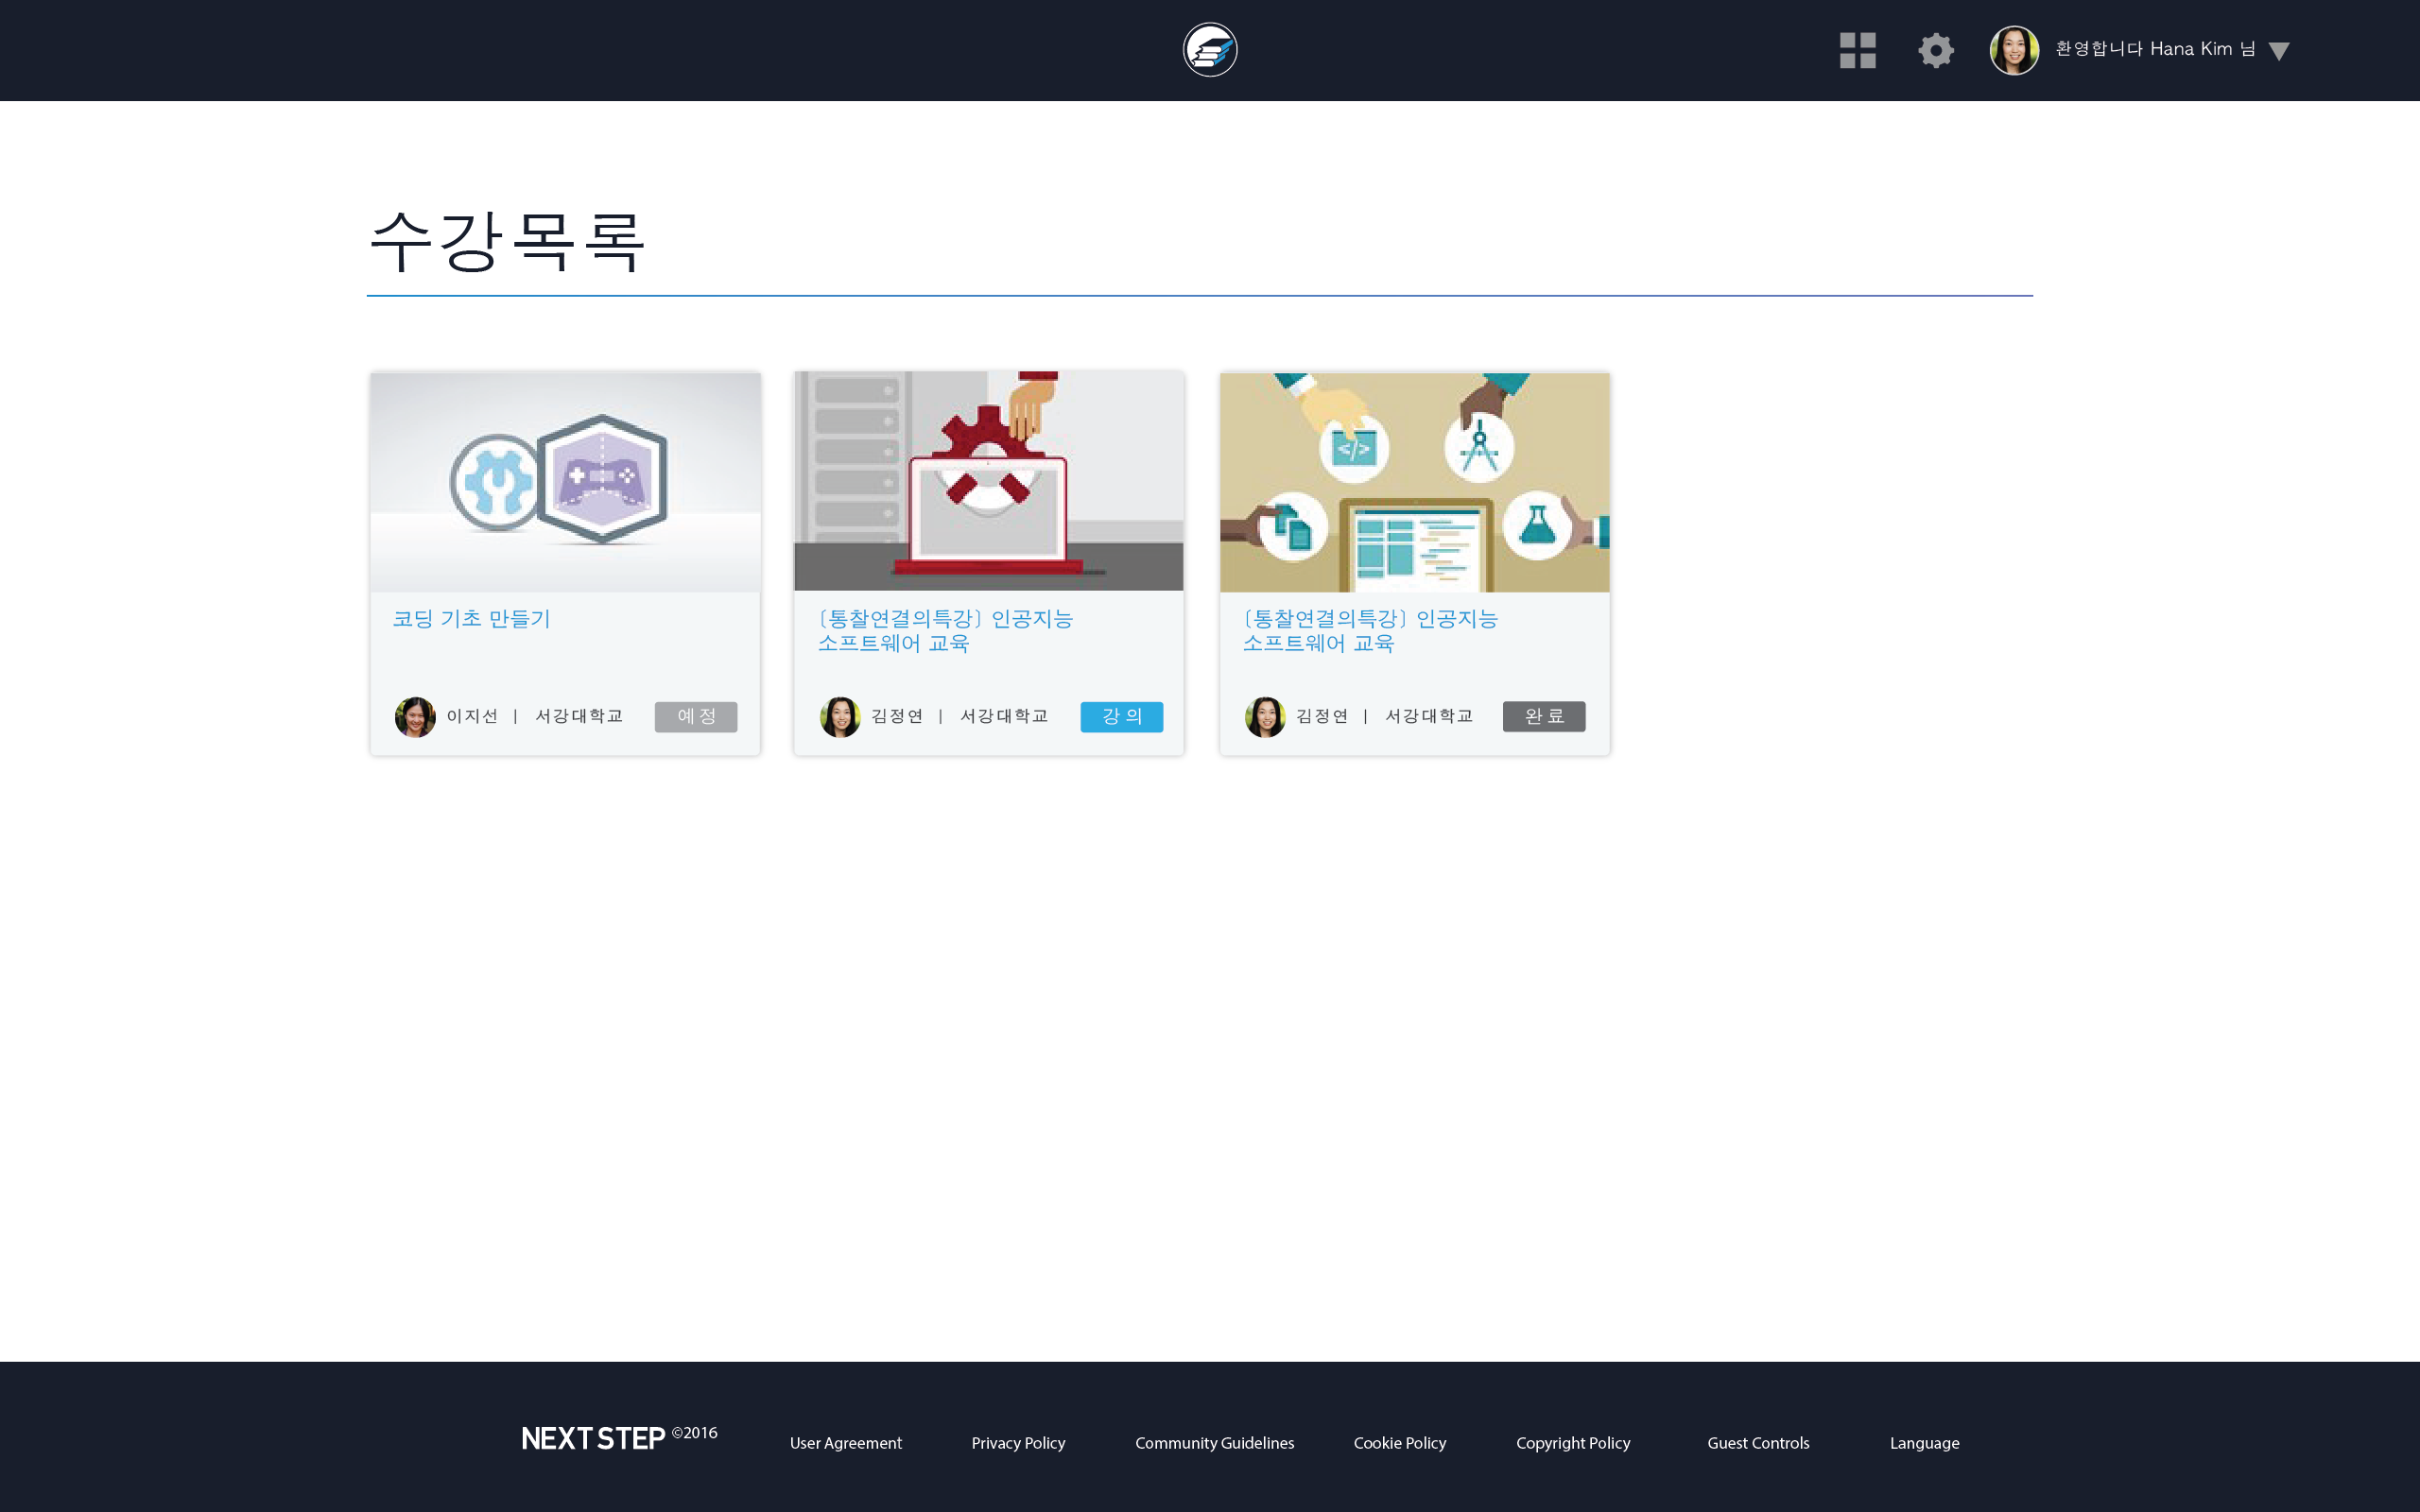 환영합니다 Hana Kim 님
수강목록
코딩 기초 만들기
이지선 | 서강대학교
예정
(통찰연결의특강) 인공지능
소프트웨어 교육
김정연 | 서강대학교
강의
(통찰연결의특강) 인공지능
소프트웨어 교육
김정연 | 서강대학교
완료
NEXT STEP ©2016
User Agreement
Privacy Policy
Community Guidelines
Cookie Policy
Copyright Policy
Guest Controls
Language